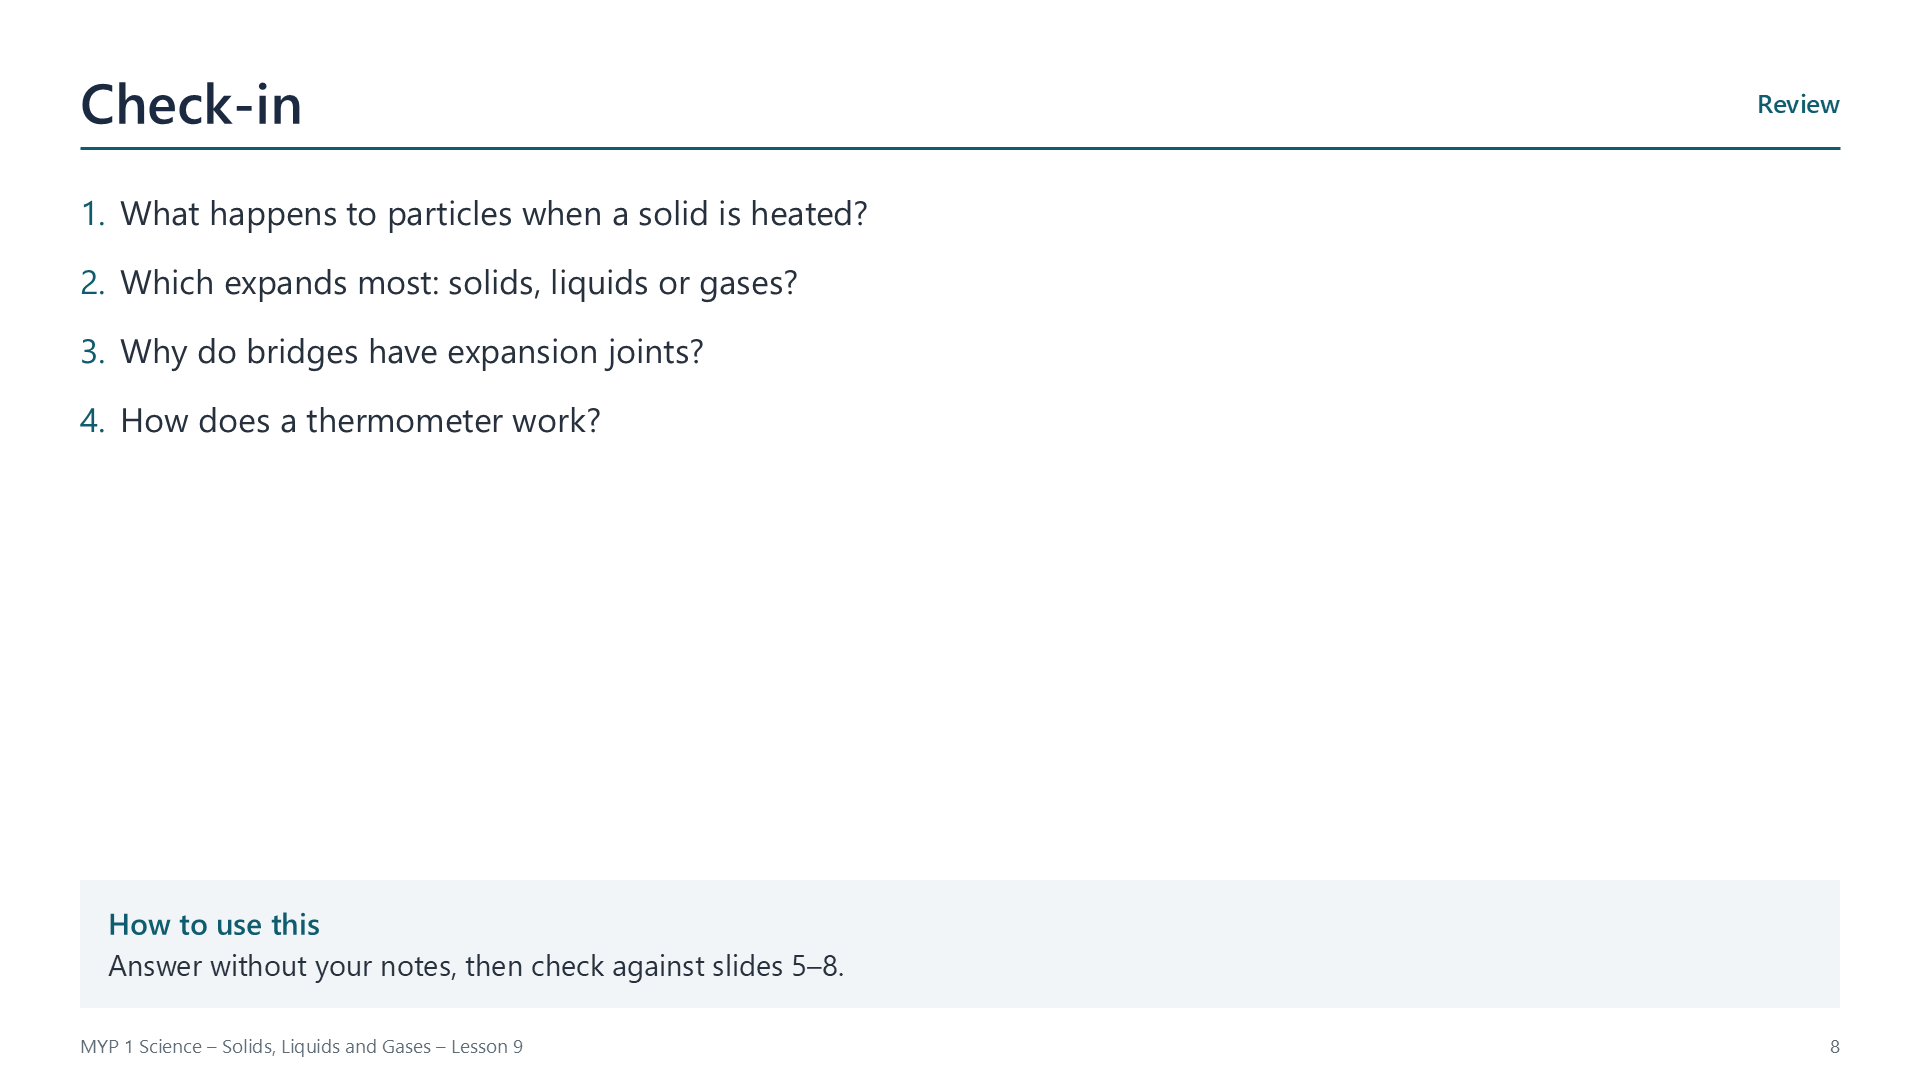 Check-in
Review
1. What happens to particles when a solid is heated?
2. Which expands most: solids, liquids or gases?
3. Why do bridges have expansion joints?
4. How does a thermometer work?
How to use this
Answer without your notes, then check against slides 5–8.
MYP 1 Science – Solids, Liquids and Gases – Lesson 9
8